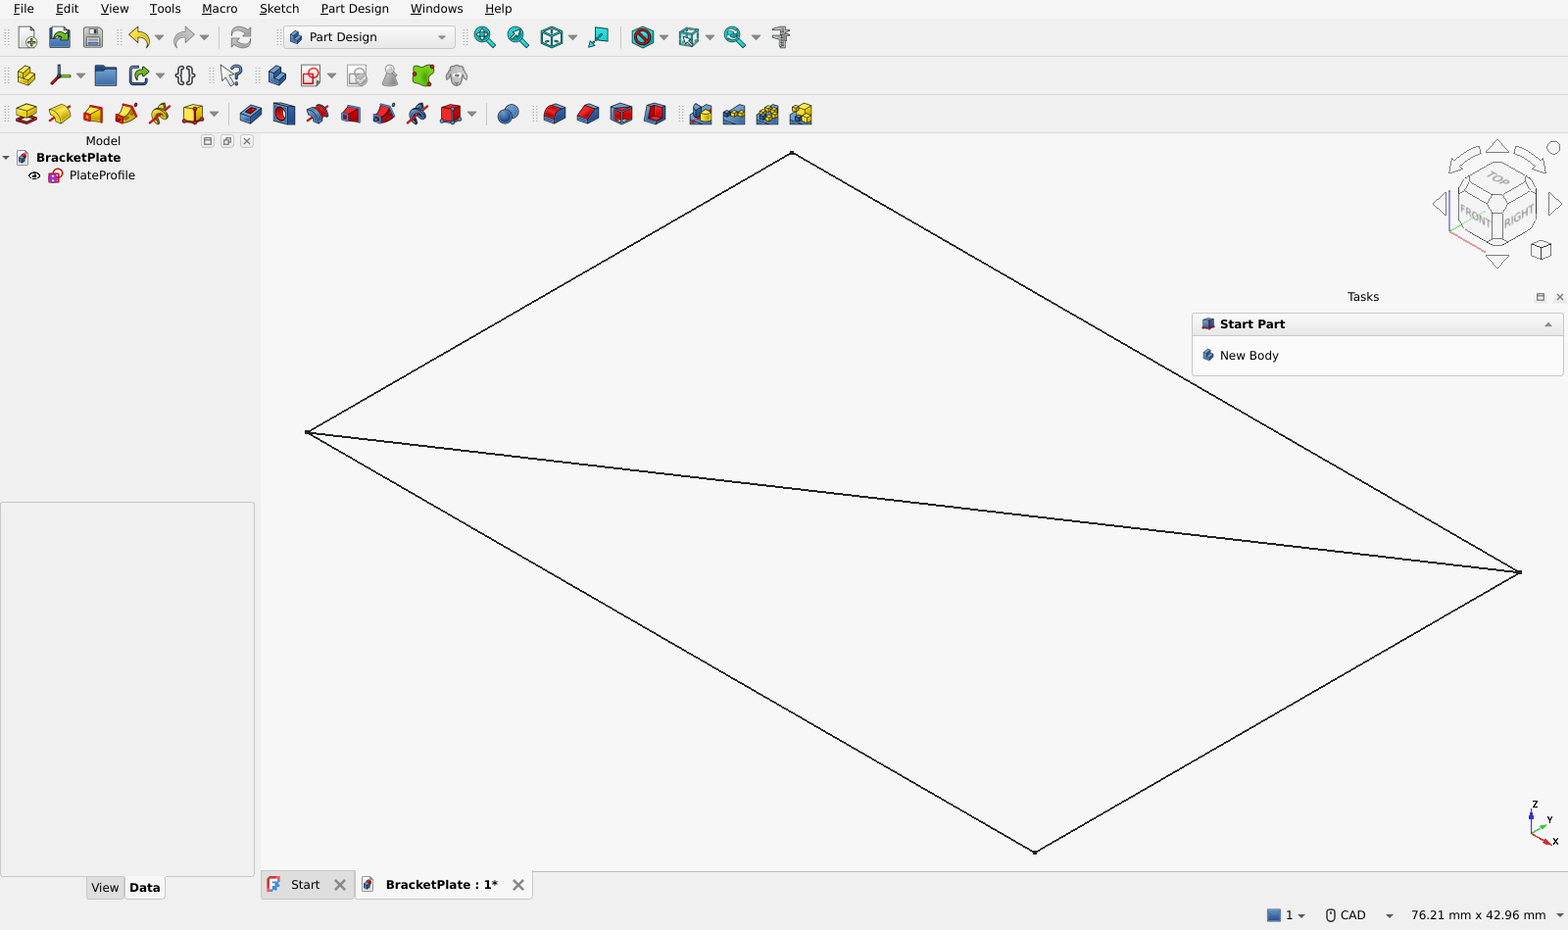 File Edit View Tools Macro Sketch Part Design Windows Help
Part Design
Model
BracketPlate
PlateProfile
TOP
FRONT
RIGHT
Tasks
Start Part
New Body
Z
Y
X
View Data
Start
BracketPlate : 1*
1
CAD
76.21 mm x 42.96 mm